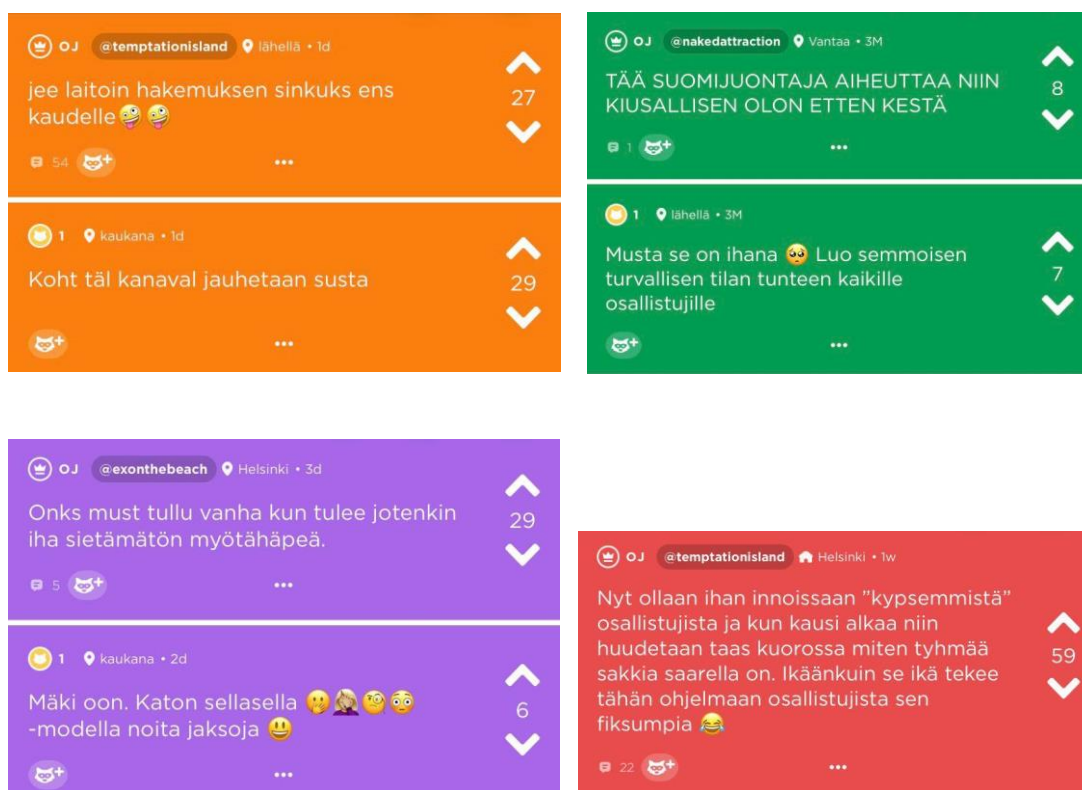 OJ @temptationisland lähellä • 1d
jee laitoin hakemuksen sinkuks ens
kaudelle🤪🤪
27
54
1 kaukana • 1d
Koht täl kanaval jauhetaan susta
29
OJ @nakedattraction Vantaa • 3M
TÄÄ SUOMIJUONTAJA AIHEUTTAA NIIN
KIUSALLISEN OLON ETTEN KESTÄ
8
1
1 lähellä • 3M
Musta se on ihana 🥺 Luo semmoisen
turvallisen tilan tunteen kaikille
osallistujille
7
OJ @exonthebeach Helsinki • 3d
Onks must tullu vanha kun tulee jotenkin
iha sietämätön myötähäpeä.
29
5
1 kaukana • 2d
Mäki oon. Katon sellasella 🫢🤦🏼‍♀️🧐😳
-modella noita jaksoja 😃
6
OJ @temptationisland Helsinki • 1w
Nyt ollaan ihan innoissaan ”kypsemmistä”
osallistujista ja kun kausi alkaa niin
huudetaan taas kuorossa miten tyhmää
sakkia saarella on. Ikäänkuin se ikä tekee
tähän ohjelmaan osallistujista sen
fiksumpia 😂
59
22